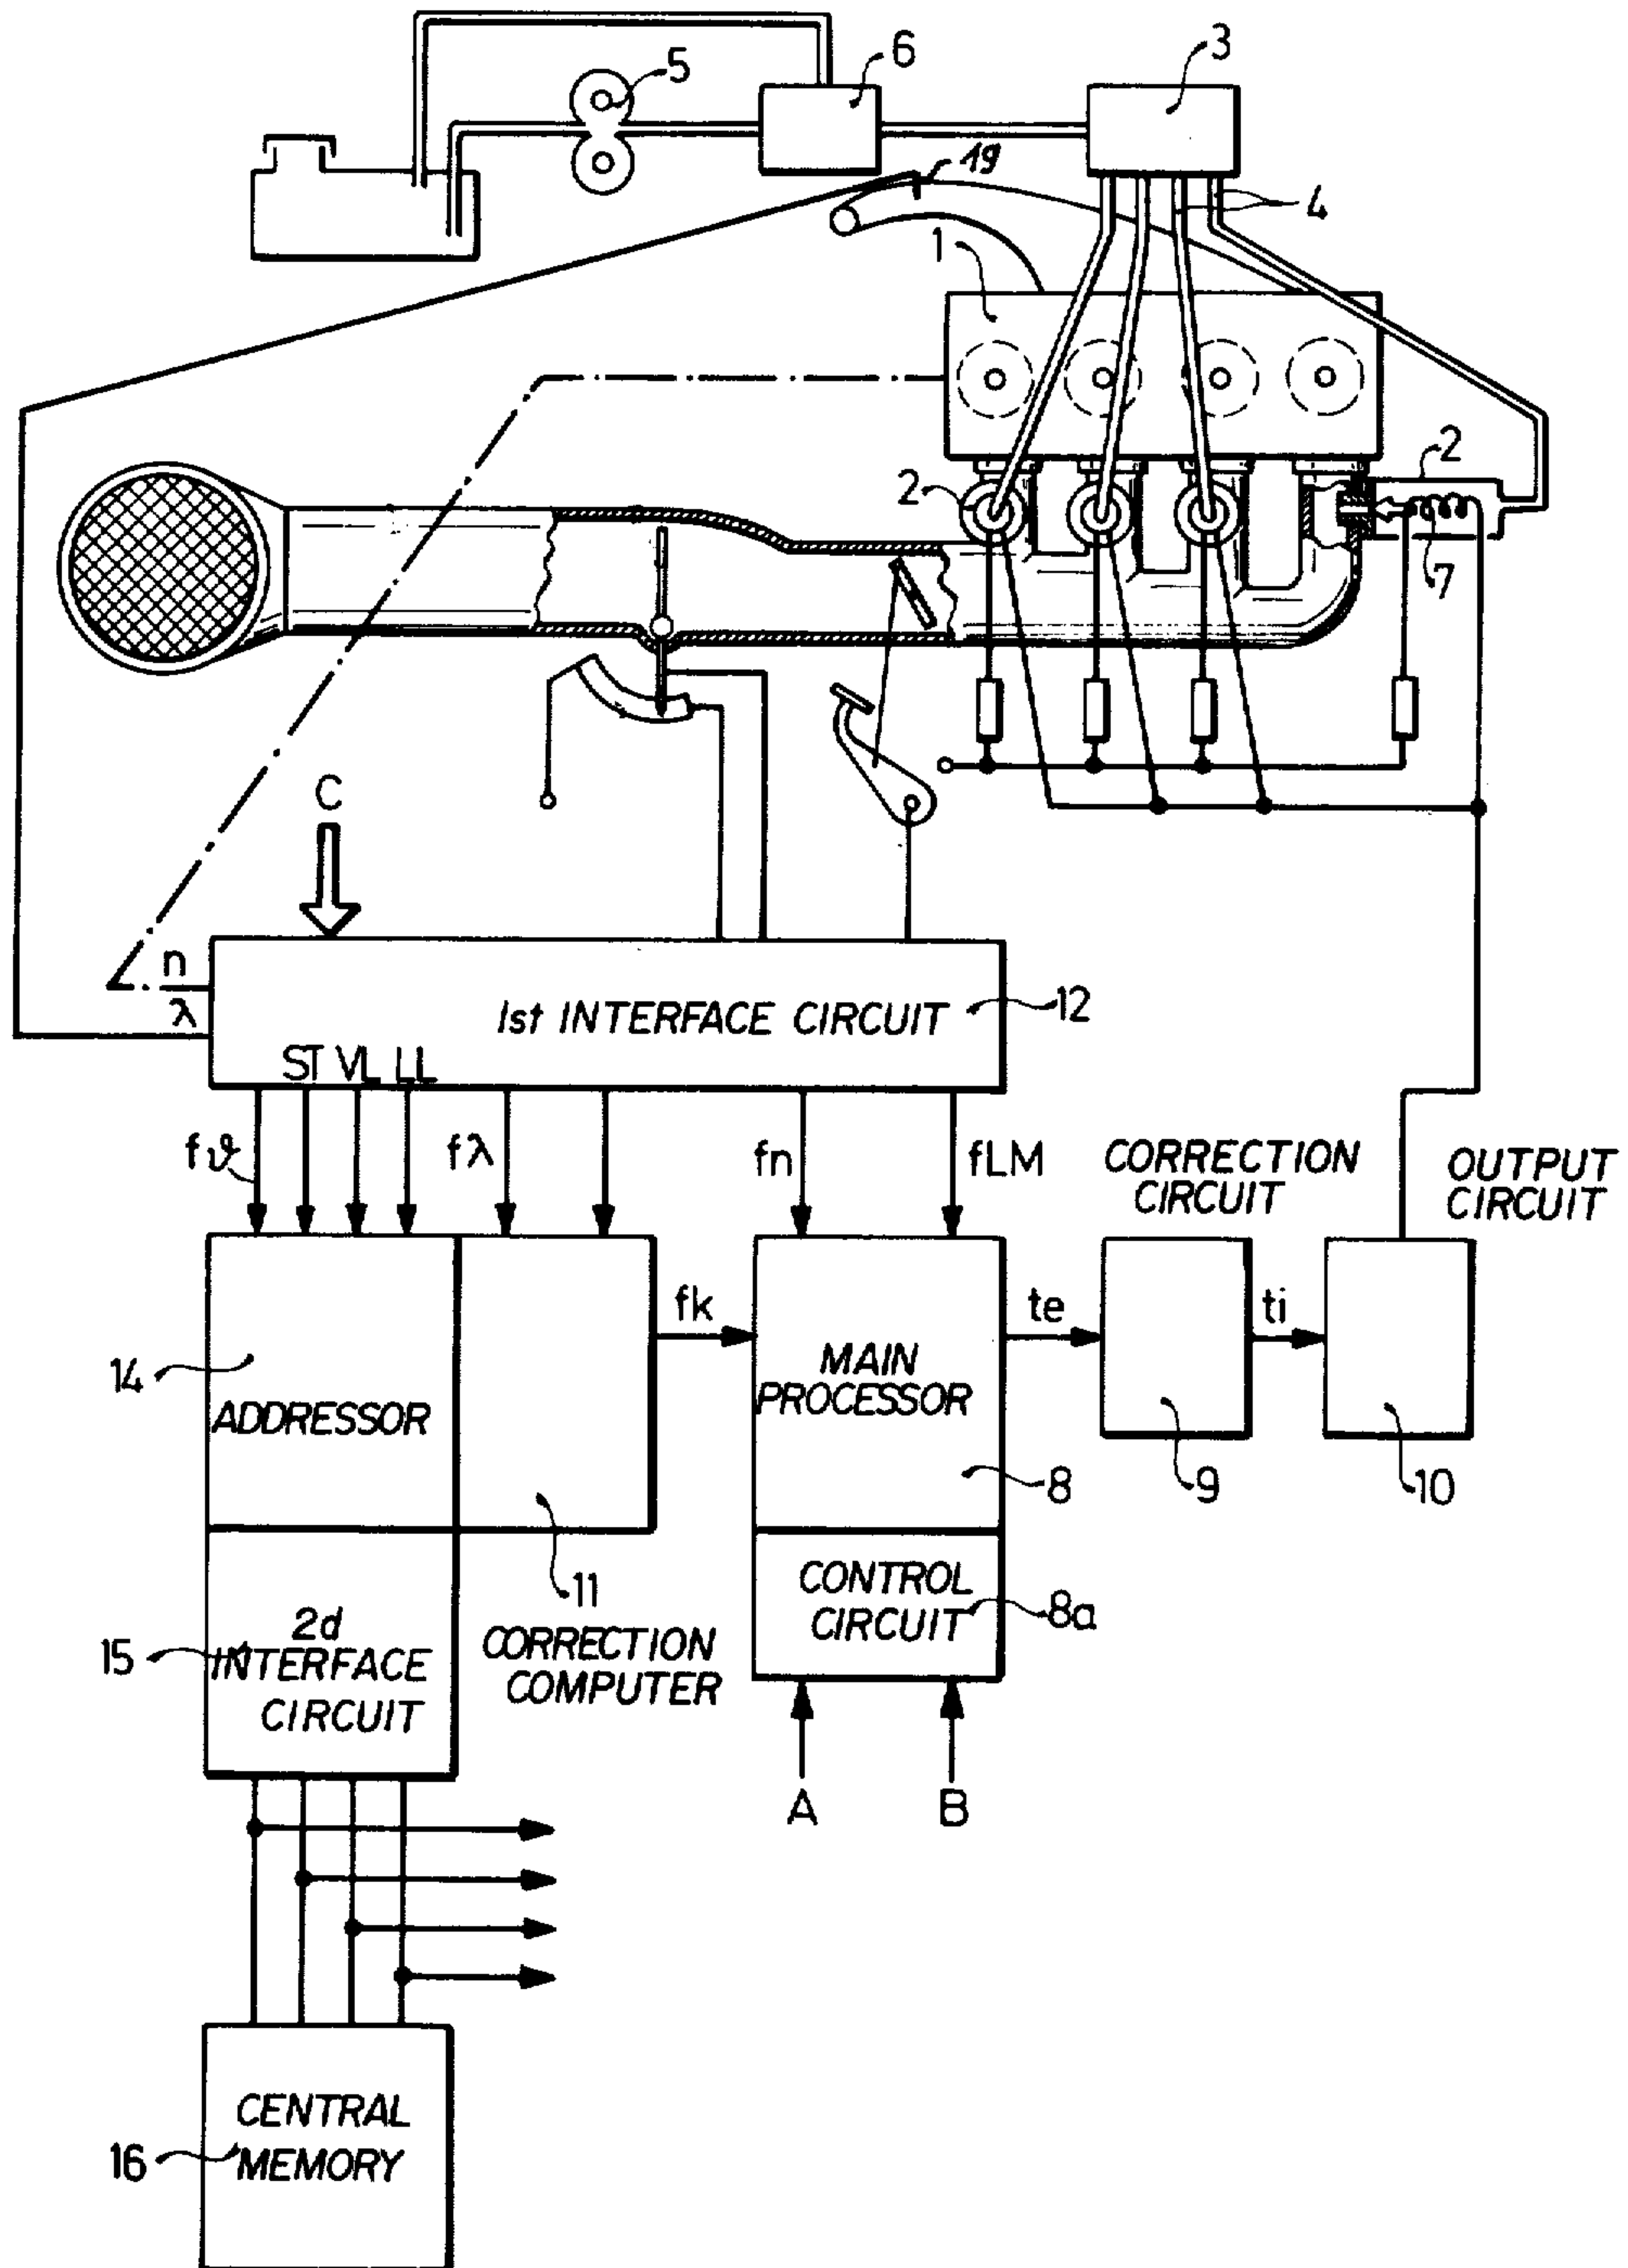 5
6
3
19
4
1
2
2
7
C
n
λ
1st INTERFACE CIRCUIT
12
ST VL LL
fϑ
fλ
fn
fLM
CORRECTION
CIRCUIT
OUTPUT
CIRCUIT
fk
te
ti
14
ADDRESSOR
MAIN
PROCESSOR
8
9
10
11
CONTROL
CIRCUIT
8a
15
2d
INTERFACE
CIRCUIT
CORRECTION
COMPUTER
A
B
16
CENTRAL
MEMORY